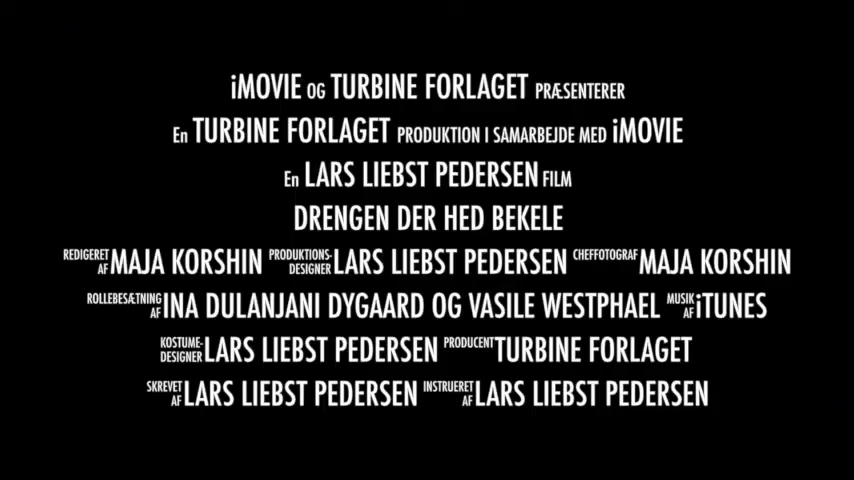 iMOVIE OG TURBINE FORLAGET PRÆSENTERER
En TURBINE FORLAGET PRODUKTION I SAMARBEJDE MED iMOVIE
En LARS LIEBST PEDERSEN FILM
DRENGEN DER HED BEKELE
REDIGERET AF MAJA KORSHIN PRODUKTIONS-DESIGNER LARS LIEBST PEDERSEN CHEFFOTOGRAF MAJA KORSHIN
ROLLEBESÆTNING AF INA DULANJANI DYGAARD OG VASILE WESTPHAEL MUSIK AF iTUNES
KOSTUME-DESIGNER LARS LIEBST PEDERSEN PRODUCENT TURBINE FORLAGET
SKREVET AF LARS LIEBST PEDERSEN INSTRUERET AF LARS LIEBST PEDERSEN